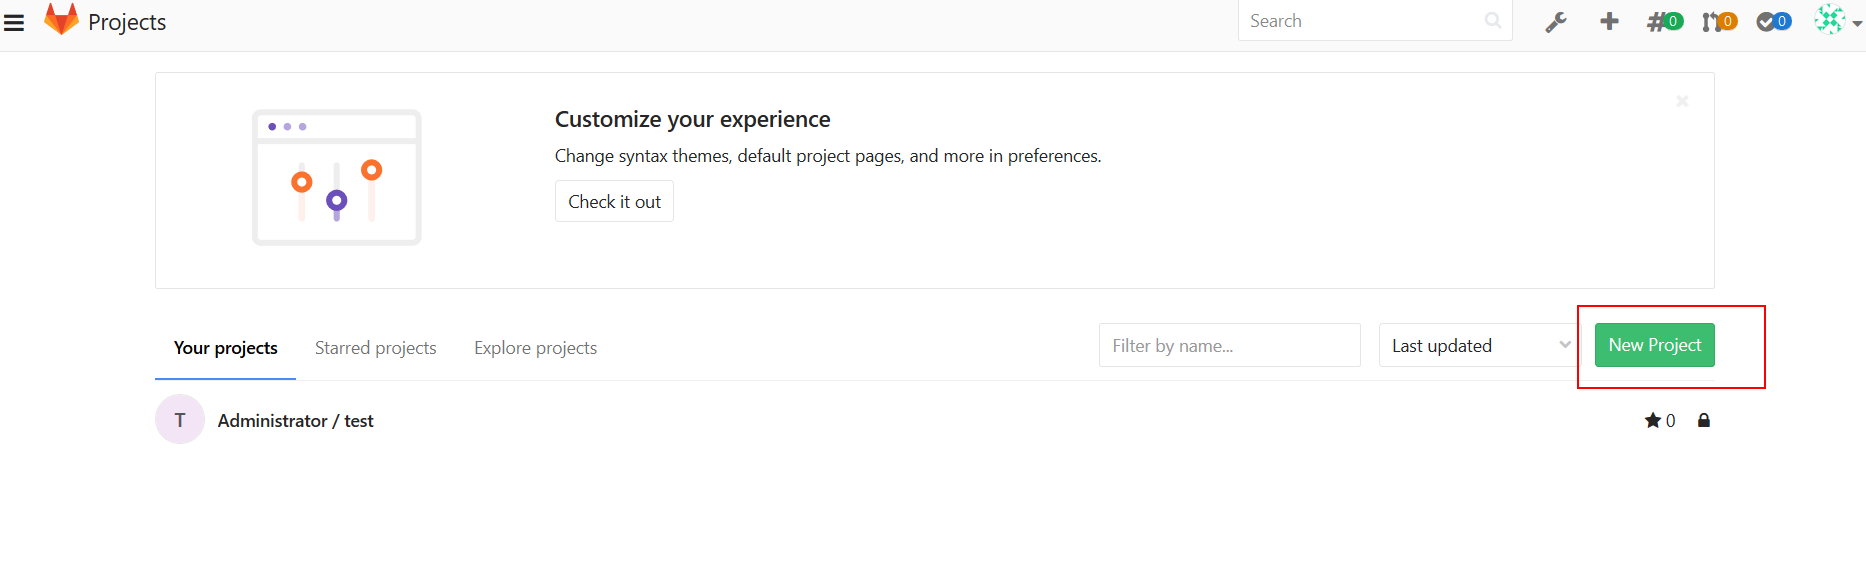 Projects
Search
0
0
0
Customize your experience
Change syntax themes, default project pages, and more in preferences.
Check it out
Your projects
Starred projects
Explore projects
Filter by name...
Last updated
New Project
T
Administrator / test
0